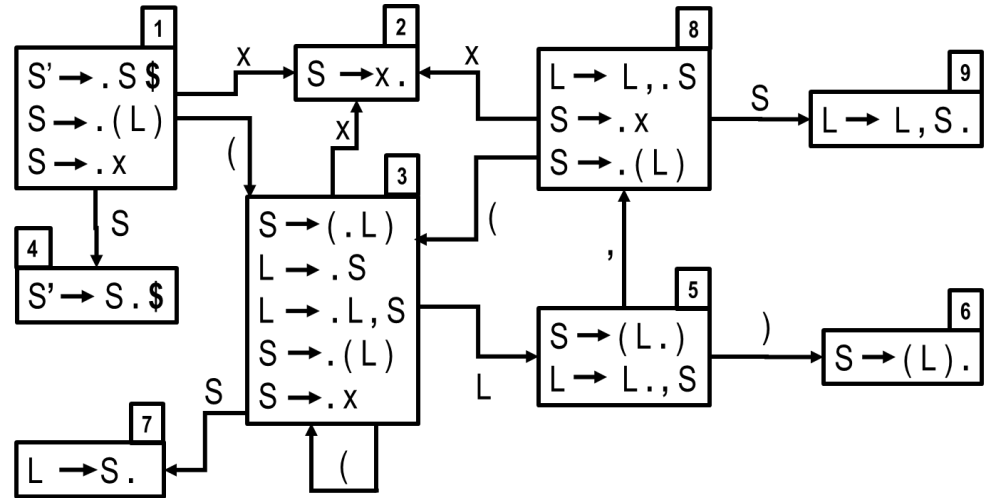 1
S' → . S $
S → . ( L )
S → . x
x
(
S
4
S' → S . $
2
S → x .
x
x
3
S → ( . L )
L → . S
L → . L , S
S → . ( L )
S → . x
(
S
7
L → S .
L
8
L → L , . S
S → . x
S → . ( L )
(
,
S
9
L → L , S .
5
S → ( L . )
L → L . , S
)
6
S → ( L ) .